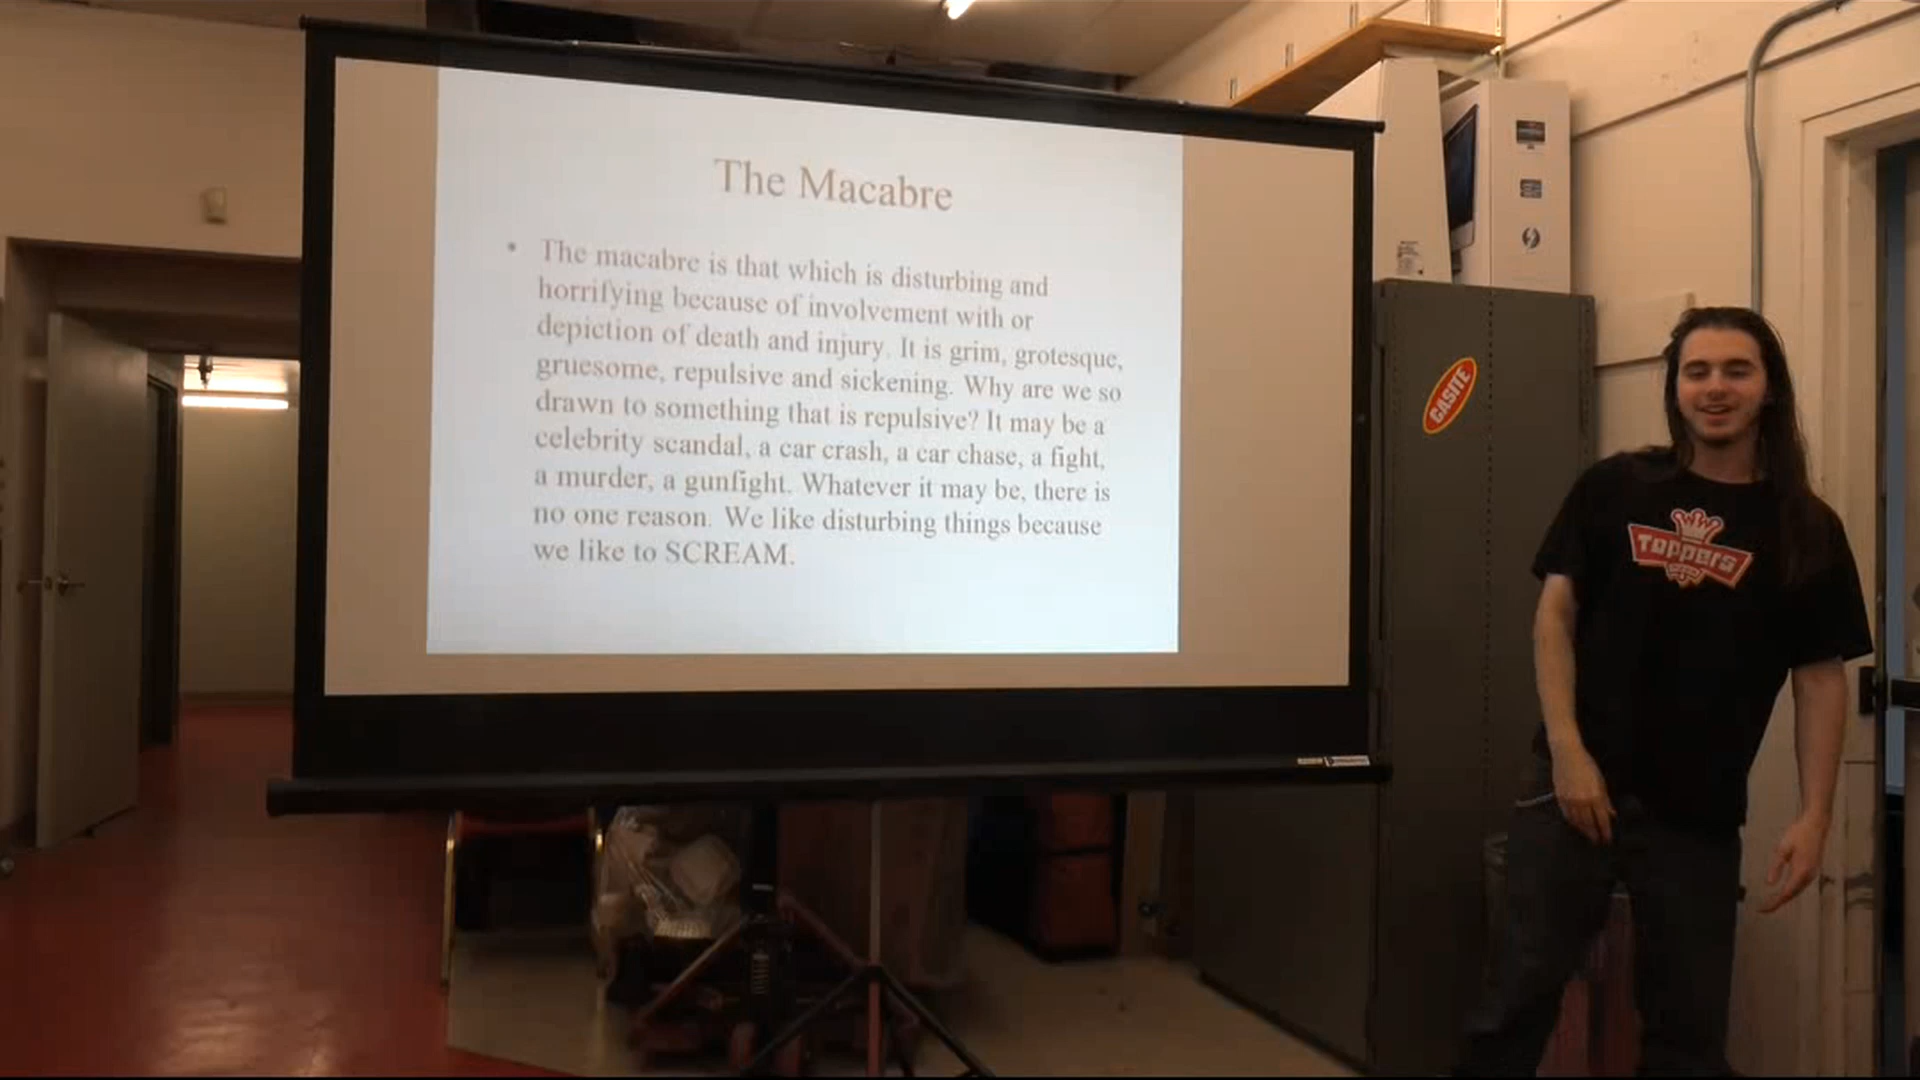 The Macabre
• The macabre is that which is disturbing and
horrifying because of involvement with or
depiction of death and injury. It is grim, grotesque,
gruesome, repulsive and sickening. Why are we so
drawn to something that is repulsive? It may be a
celebrity scandal, a car crash, a car chase, a fight,
a murder, a gunfight. Whatever it may be, there is
no one reason. We like disturbing things because
we like to SCREAM.
CASITE
Toppers